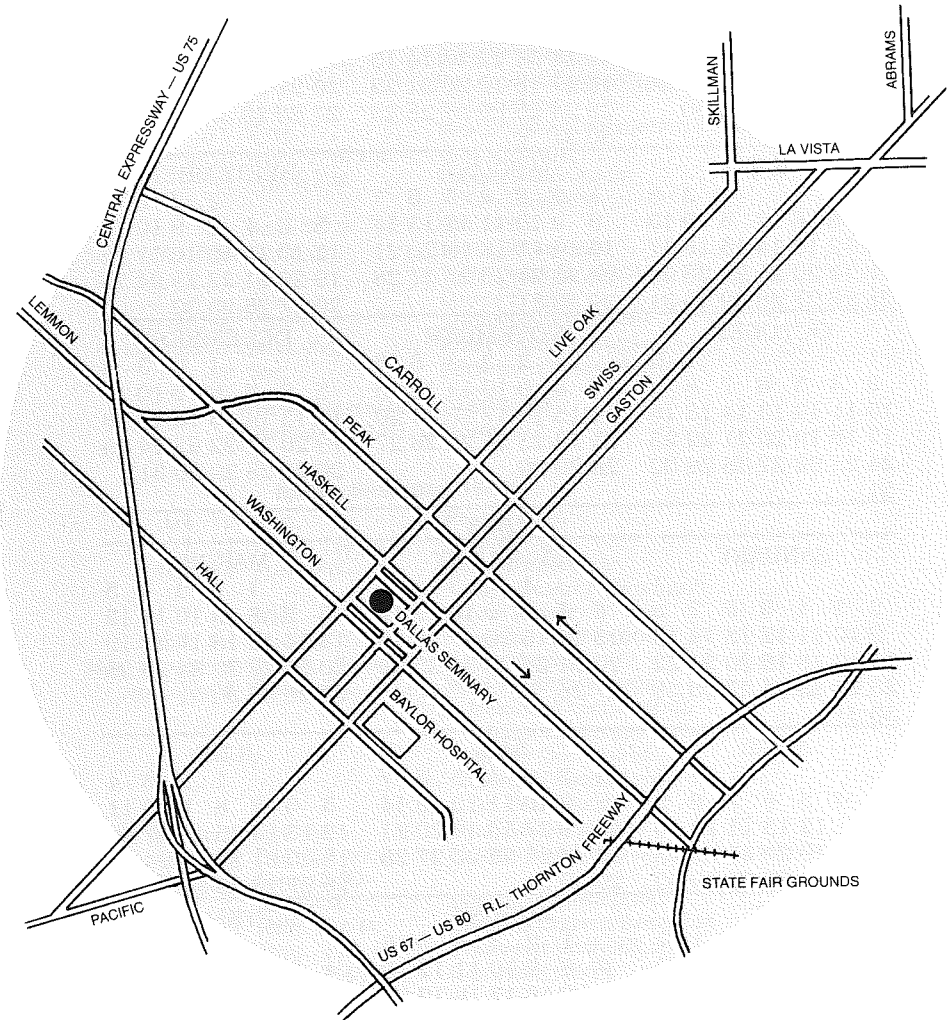 CENTRAL EXPRESSWAY — US 75
SKILLMAN
ABRAMS
LA VISTA
LEMMON
LIVE OAK
CARROLL
SWISS
GASTON
PEAK
HASKELL
WASHINGTON
HALL
DALLAS SEMINARY
BAYLOR HOSPITAL
US 67 — US 80 R.L. THORNTON FREEWAY
STATE FAIR GROUNDS
PACIFIC